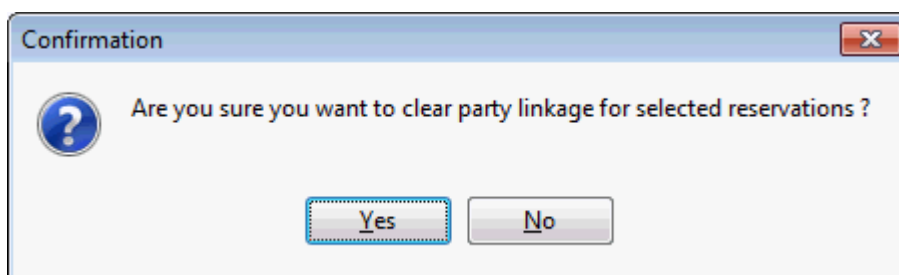 Confirmation
Are you sure you want to clear party linkage for selected reservations ?
Yes
No